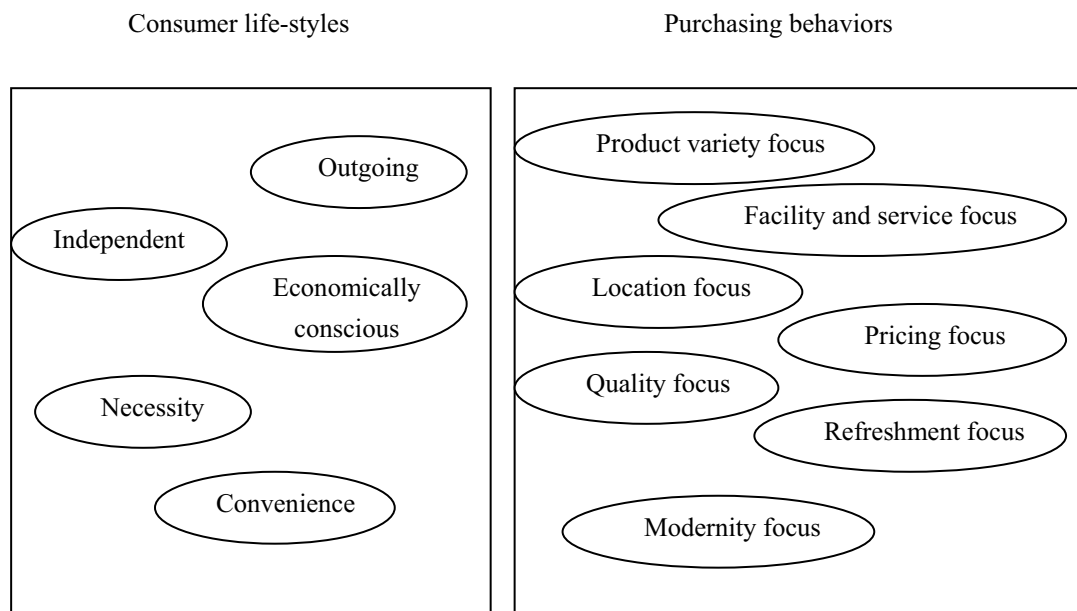 Consumer life-styles
Purchasing behaviors
Outgoing
Independent
Economically
conscious
Necessity
Convenience
Product variety focus
Facility and service focus
Location focus
Pricing focus
Quality focus
Refreshment focus
Modernity focus